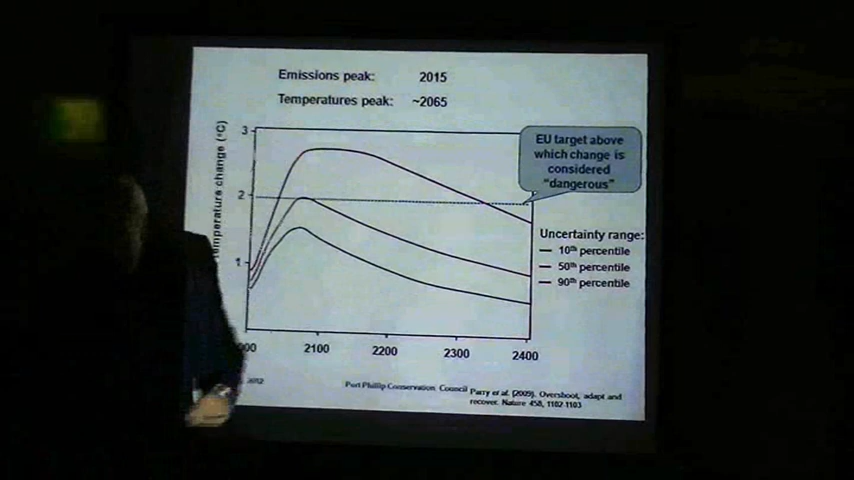 Emissions peak: 2015
Temperatures peak: ~2065
Temperature change (°C)
3
2
1
EU target above
which change is
considered
"dangerous"
Uncertainty range:
10th percentile
50th percentile
90th percentile
2100
2200
2300
2400
Port Phillip Conservation Council
Parry et al. (2009). Overshoot, adapt and
recover. Nature 458, 1102-1103